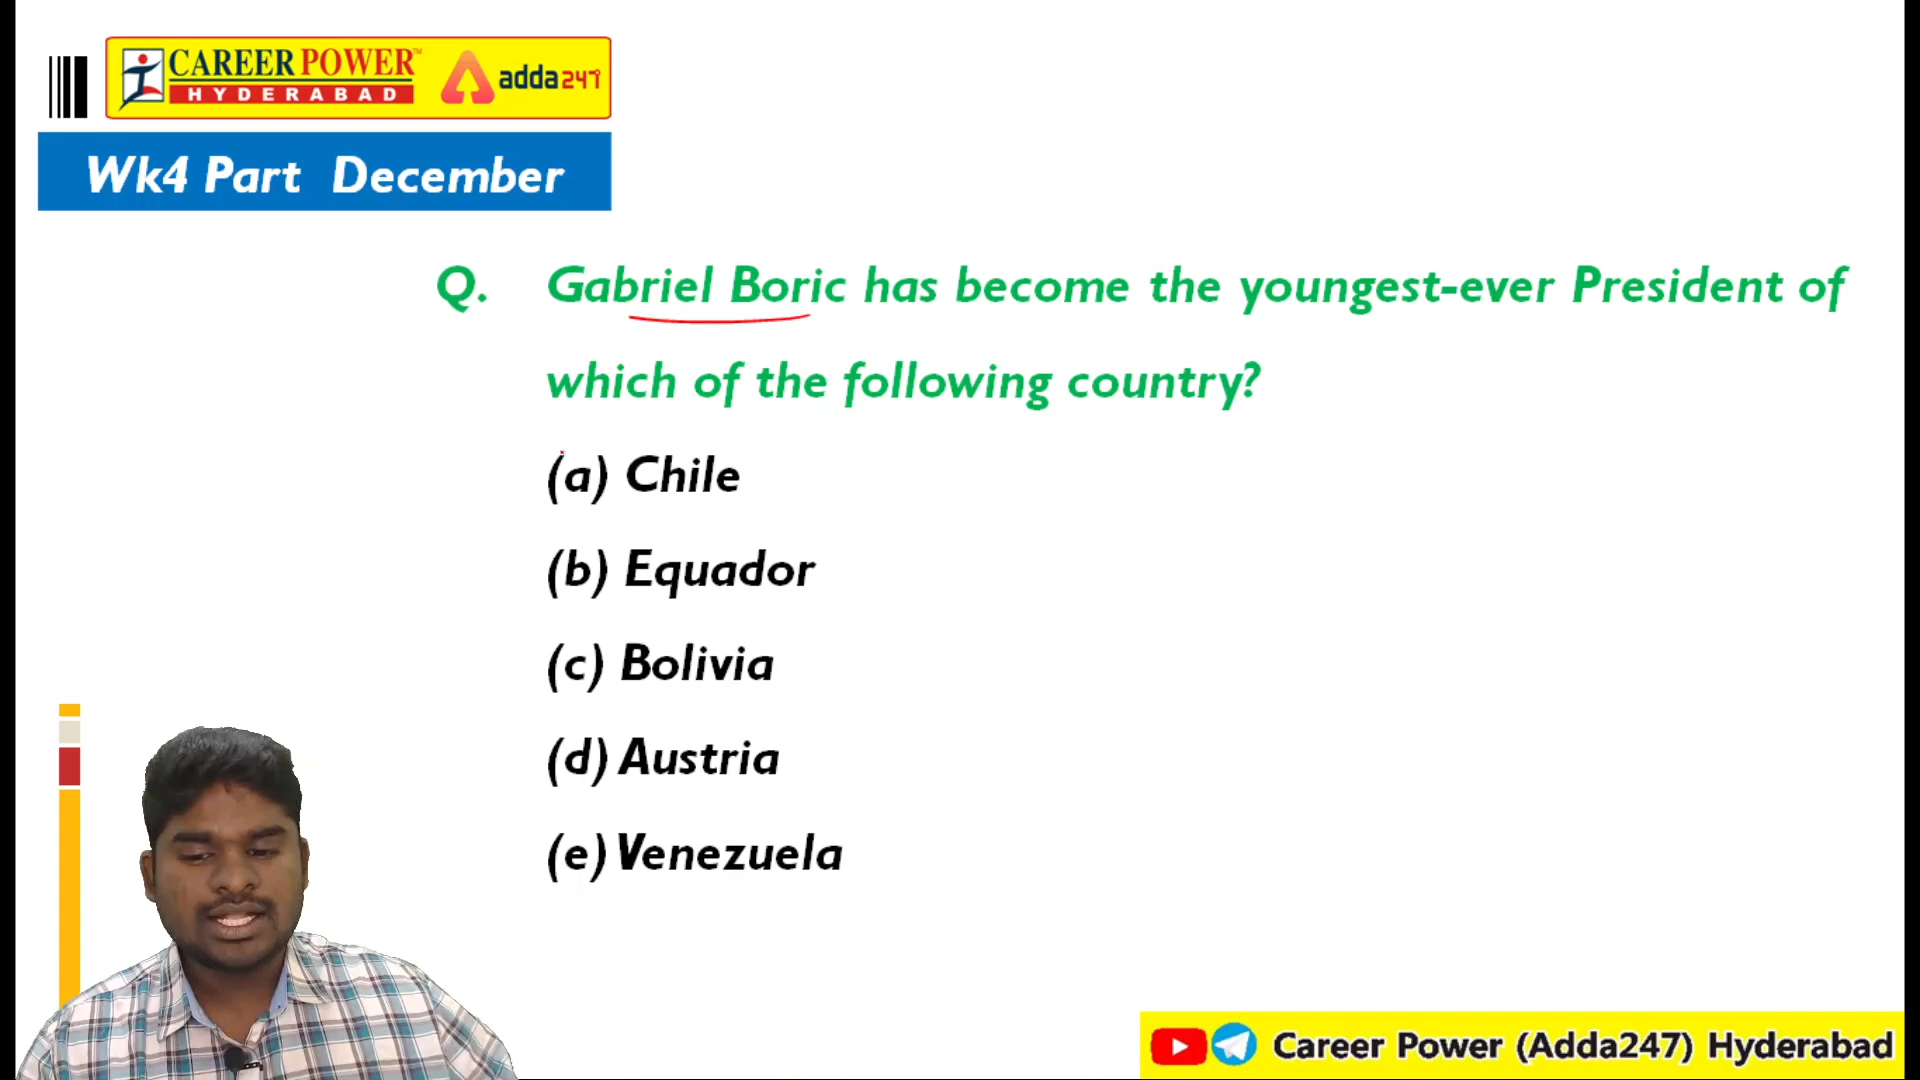 CAREER POWER™
HYDERABAD
adda247
Wk4 Part December
Q. Gabriel Boric has become the youngest-ever President of
which of the following country?
(a) Chile
(b) Equador
(c) Bolivia
(d) Austria
(e) Venezuela
Career Power (Adda247) Hyderabad